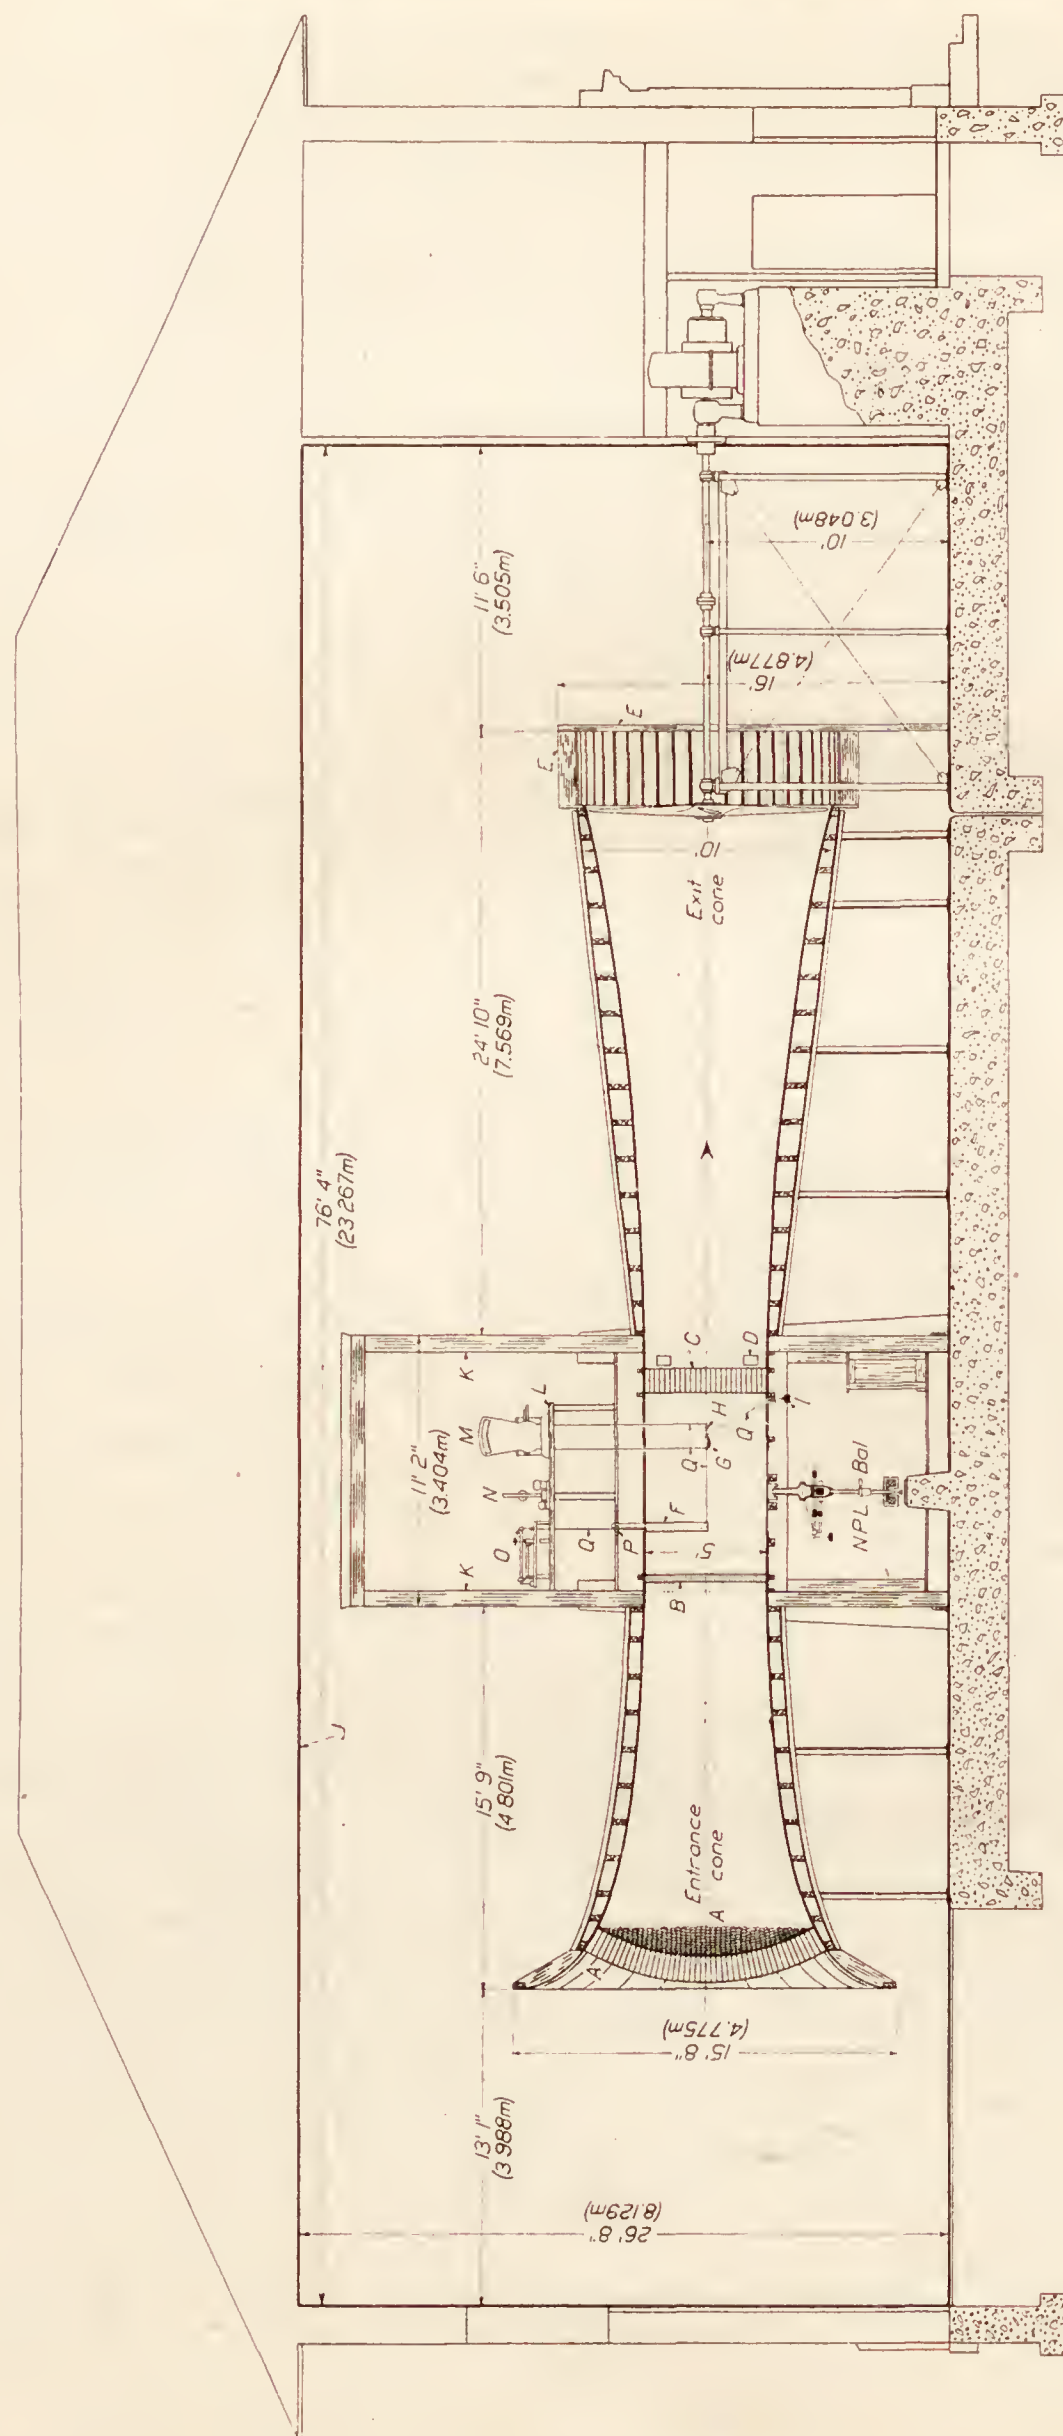 76' 4"
(23 267m)
13' 1"
(3 988m)
15' 9"
(4 801m)
11' 2"
(3.404m)
24' 10"
(7.569m)
11' 6"
(3.505m)
26' 8"
(8.129m)
15' 8"
(4.775m)
16'
(4.877m)
10'
(3.048m)
J
K
K
O
N
M
L
Q
P
F
Q
G
H
C
D
Q
I
B
5'
NPL Bal
A
A
Entrance
cone
Exit
cone
10'
E
E